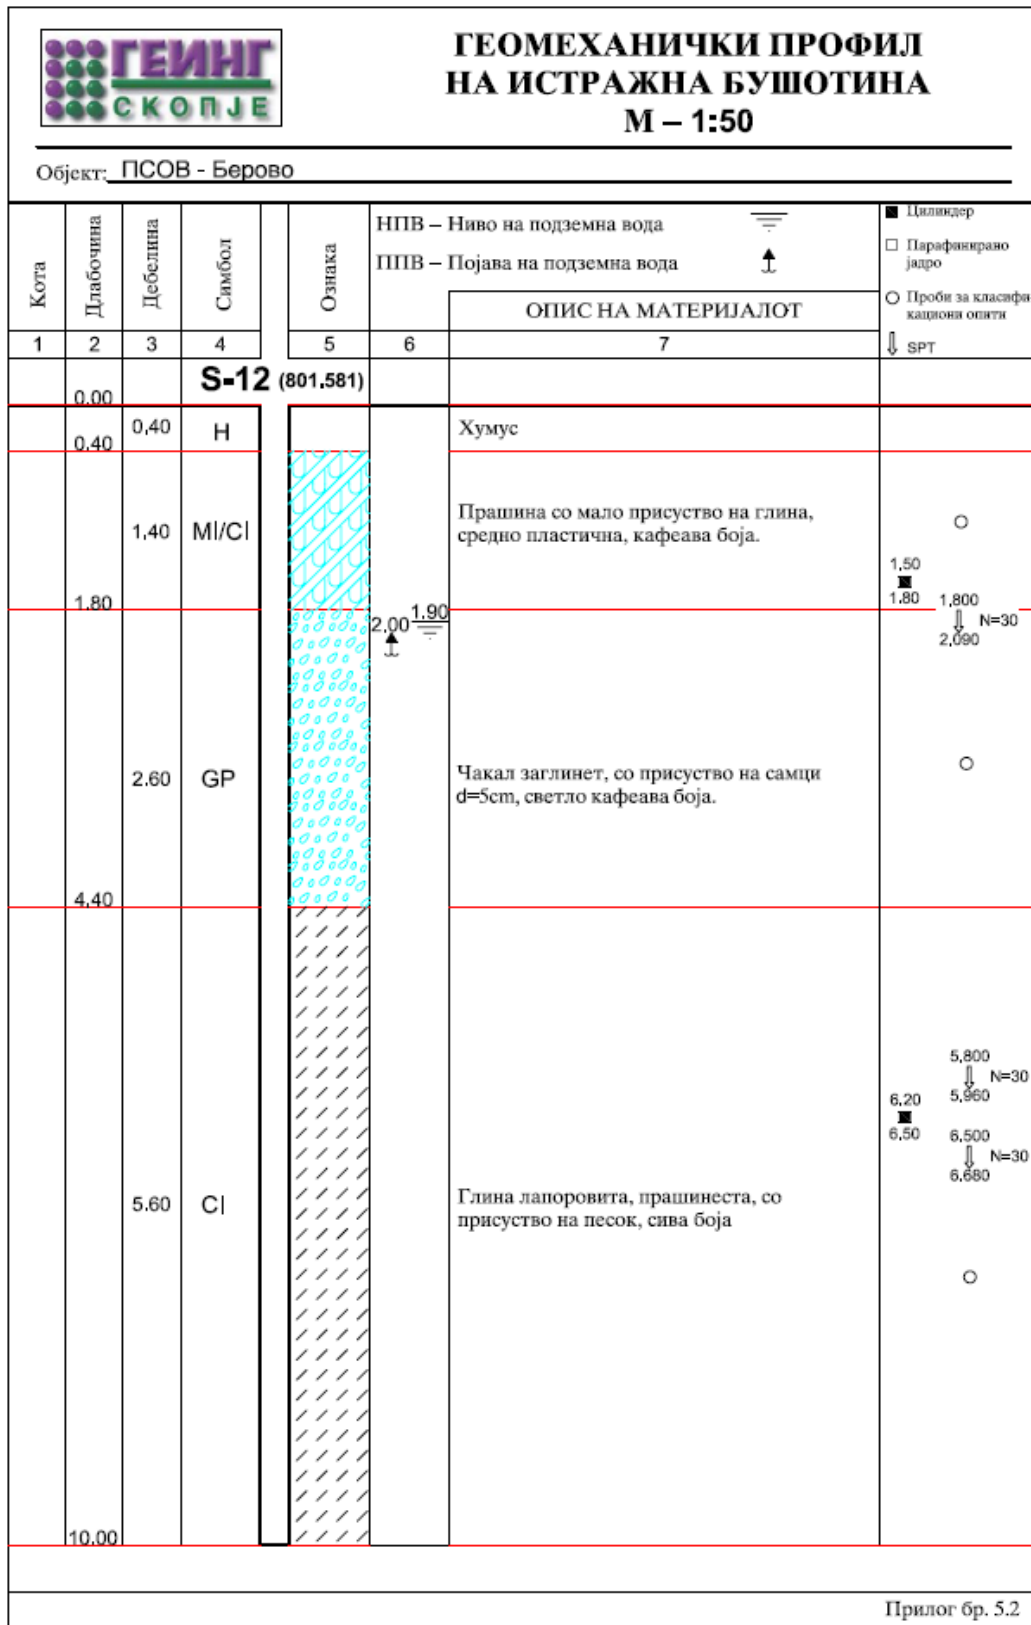 ГЕИНГ
СКОПЈЕ
ГЕОМЕХАНИЧКИ ПРОФИЛ
НА ИСТРАЖНА БУШОТИНА
М – 1:50
Објект: ПСОВ - Берово
Кота
Длабочина
Дебелина
Симбол
Ознака
НПВ – Ниво на подземна вода
ППВ – Појава на подземна вода
ОПИС НА МАТЕРИЈАЛОТ
Цилиндер
Парафинирано
јадро
Проби за класифи
кациони опити
SPT
1 2 3 4 5 6 7
S-12 (801.581)
0.00
0.40 H Хумус
0.40
1.40 MI/CI
Прашина со мало присуство на глина,
средно пластична, кафеава боја.
1.50
1.80
1.80
1.800
N=30
2.090
2.00 1.90
2.60 GP
Чакал заглинет, со присуство на самци
d=5cm, светло кафеава боја.
4.40
5.800
N=30
5.960
6.20
6.50
6.500
N=30
6.680
5.60 CI
Глина лапоровита, прашинеста, со
присуство на песок, сива боја
10.00
Прилог бр. 5.2